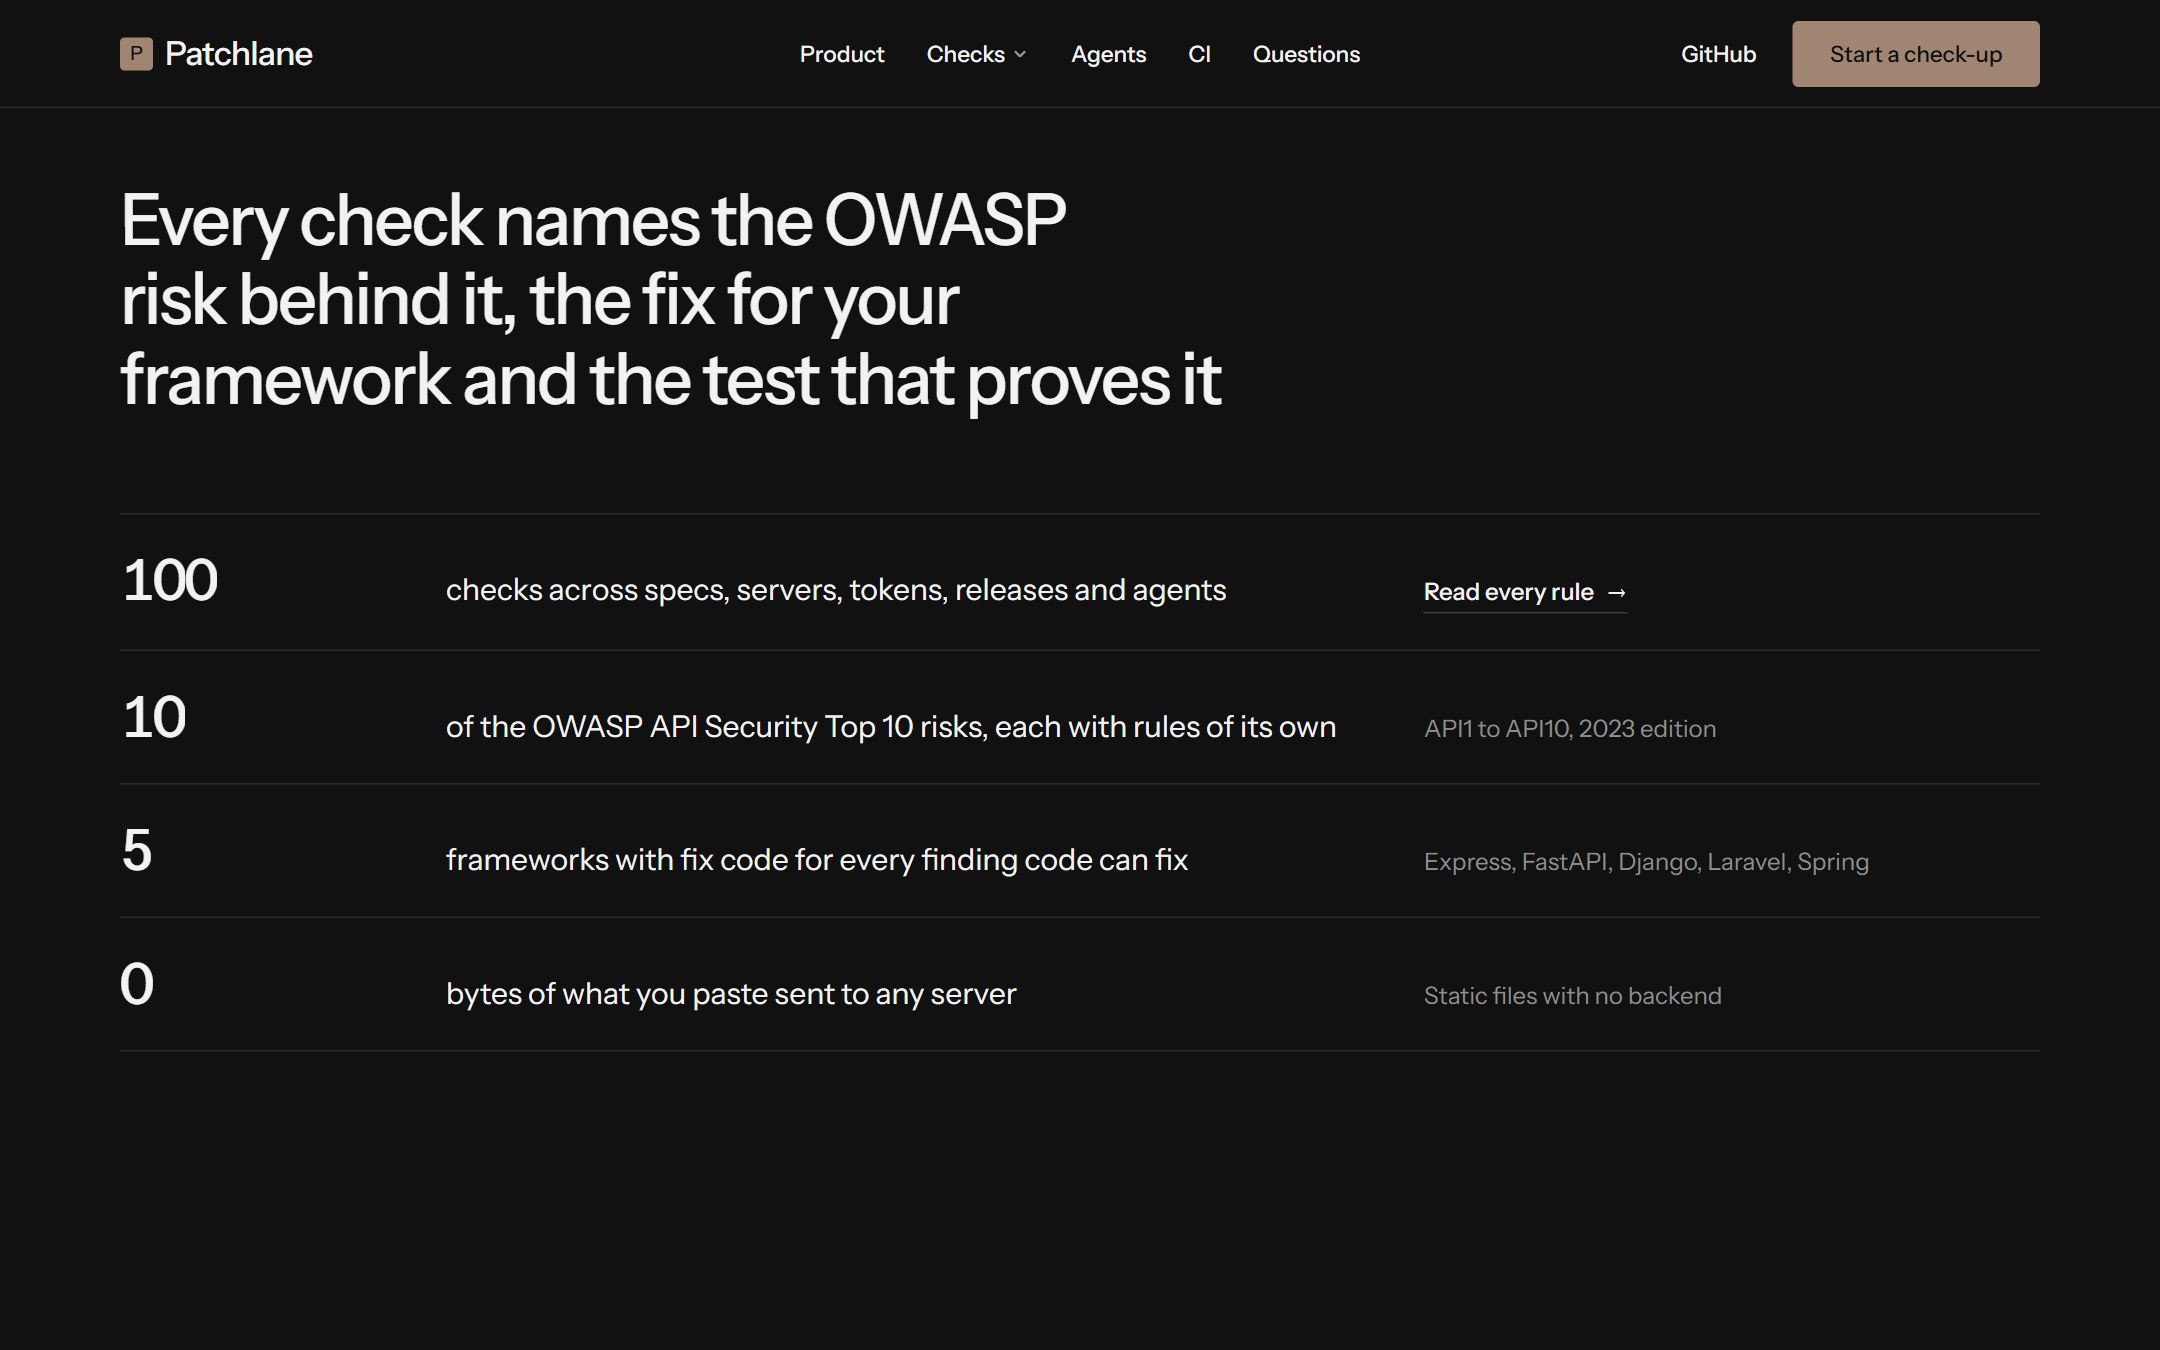 P Patchlane
Product Checks Agents CI Questions
GitHub Start a check-up
Every check names the OWASP
risk behind it, the fix for your
framework and the test that proves it
100 checks across specs, servers, tokens, releases and agents Read every rule →
10 of the OWASP API Security Top 10 risks, each with rules of its own API1 to API10, 2023 edition
5 frameworks with fix code for every finding code can fix Express, FastAPI, Django, Laravel, Spring
0 bytes of what you paste sent to any server Static files with no backend